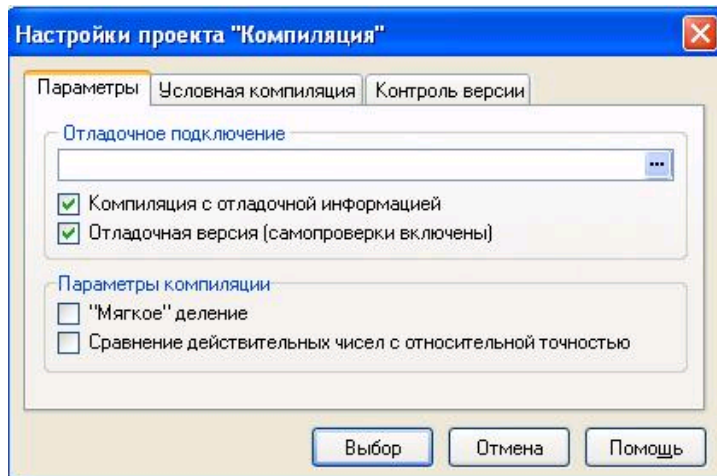 Настройки проекта "Компиляция"
Параметры Условная компиляция Контроль версии
Отладочное подключение
...
Компиляция с отладочной информацией
Отладочная версия (самопроверки включены)
Параметры компиляции
"Мягкое" деление
Сравнение действительных чисел с относительной точностью
Выбор Отмена Помощь